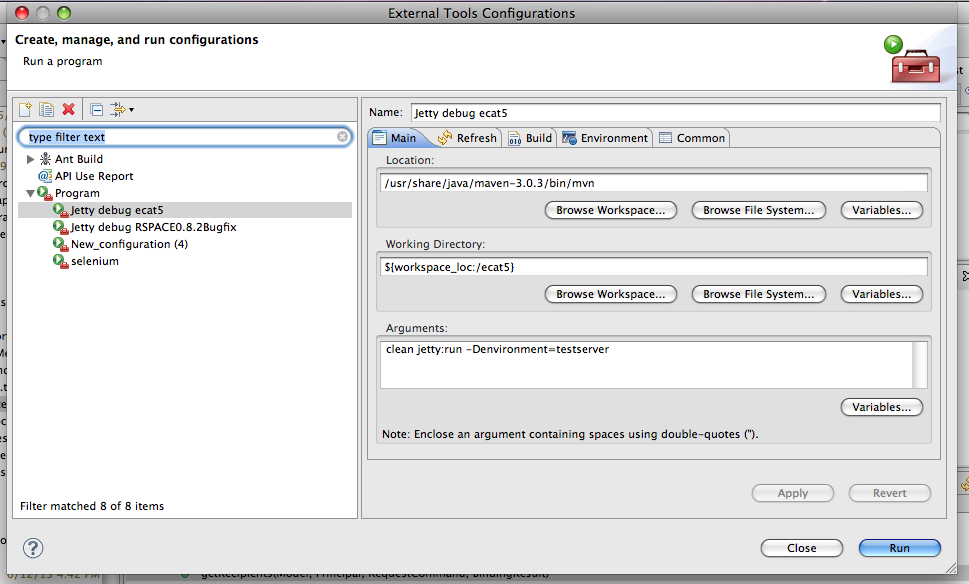 External Tools Configurations
Create, manage, and run configurations
Run a program
type filter text
Ant Build
API Use Report
Program
Jetty debug ecat5
Jetty debug RSPACE0.8.2Bugfix
New_configuration (4)
selenium
Filter matched 8 of 8 items
Name: Jetty debug ecat5
Main Refresh Build Environment Common
Location:
/usr/share/java/maven-3.0.3/bin/mvn
Browse Workspace... Browse File System... Variables...
Working Directory:
${workspace_loc:/ecat5}
Browse Workspace... Browse File System... Variables...
Arguments:
clean jetty:run -Denvironment=testserver
Variables...
Note: Enclose an argument containing spaces using double-quotes (").
Apply Revert
Close Run